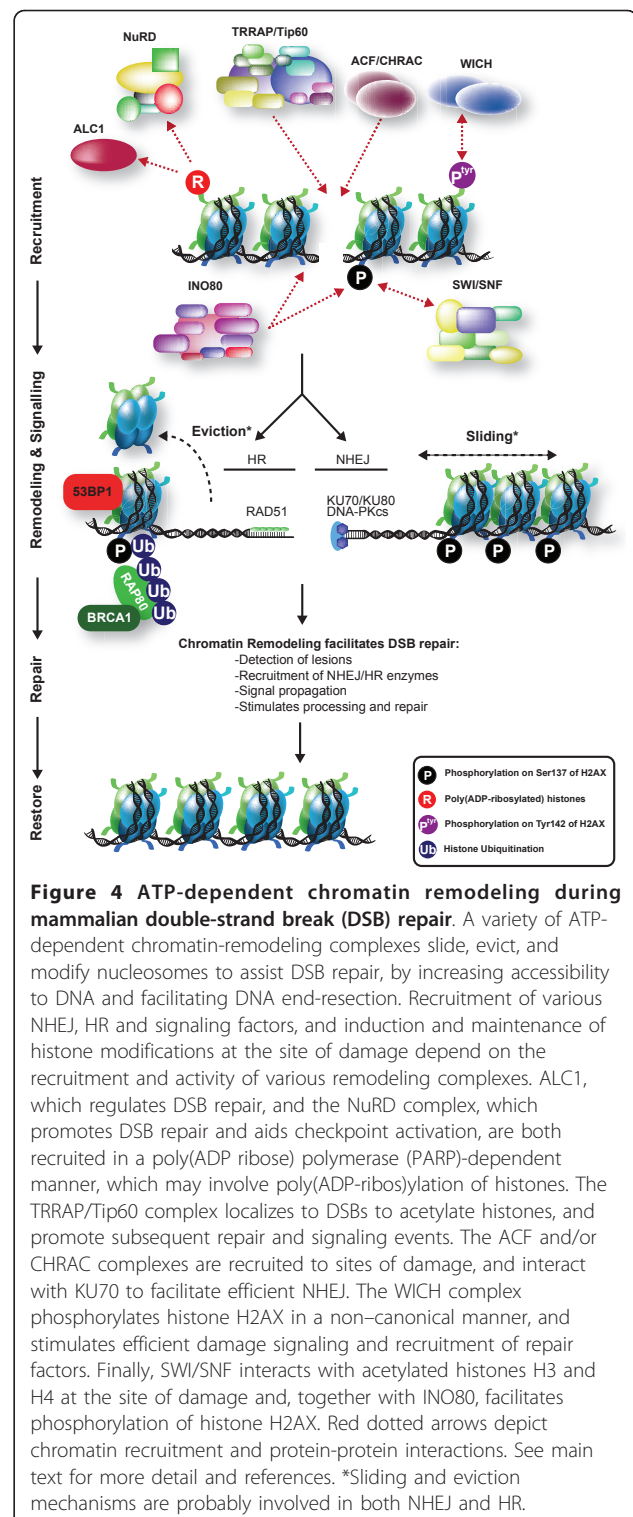 NuRD
TRRAP/Tip60
ACF/CHRAC
WICH
ALC1
R
Ptyr
P
INO80
SWI/SNF
Recruitment
Remodeling & Signalling
Repair
Restore
Eviction*
HR
NHEJ
Sliding*
53BP1
RAD51
KU70/KU80
DNA-PKcs
P
Ub
Ub
Ub
Ub
RAP80
BRCA1
P
P
P
Chromatin Remodeling facilitates DSB repair:
-Detection of lesions
-Recruitment of NHEJ/HR enzymes
-Signal propagation
-Stimulates processing and repair
P Phosphorylation on Ser137 of H2AX
R Poly(ADP-ribosylated) histones
Ptyr Phosphorylation on Tyr142 of H2AX
Ub Histone Ubiquitination
Figure 4 ATP-dependent chromatin remodeling during
mammalian double-strand break (DSB) repair. A variety of ATP-
dependent chromatin-remodeling complexes slide, evict, and
modify nucleosomes to assist DSB repair, by increasing accessibility
to DNA and facilitating DNA end-resection. Recruitment of various
NHEJ, HR and signaling factors, and induction and maintenance of
histone modifications at the site of damage depend on the
recruitment and activity of various remodeling complexes. ALC1,
which regulates DSB repair, and the NuRD complex, which
promotes DSB repair and aids checkpoint activation, are both
recruited in a poly(ADP ribose) polymerase (PARP)-dependent
manner, which may involve poly(ADP-ribos)ylation of histones. The
TRRAP/Tip60 complex localizes to DSBs to acetylate histones, and
promote subsequent repair and signaling events. The ACF and/or
CHRAC complexes are recruited to sites of damage, and interact
with KU70 to facilitate efficient NHEJ. The WICH complex
phosphorylates histone H2AX in a non–canonical manner, and
stimulates efficient damage signaling and recruitment of repair
factors. Finally, SWI/SNF interacts with acetylated histones H3 and
H4 at the site of damage and, together with INO80, facilitates
phosphorylation of histone H2AX. Red dotted arrows depict
chromatin recruitment and protein-protein interactions. See main
text for more detail and references. *Sliding and eviction
mechanisms are probably involved in both NHEJ and HR.